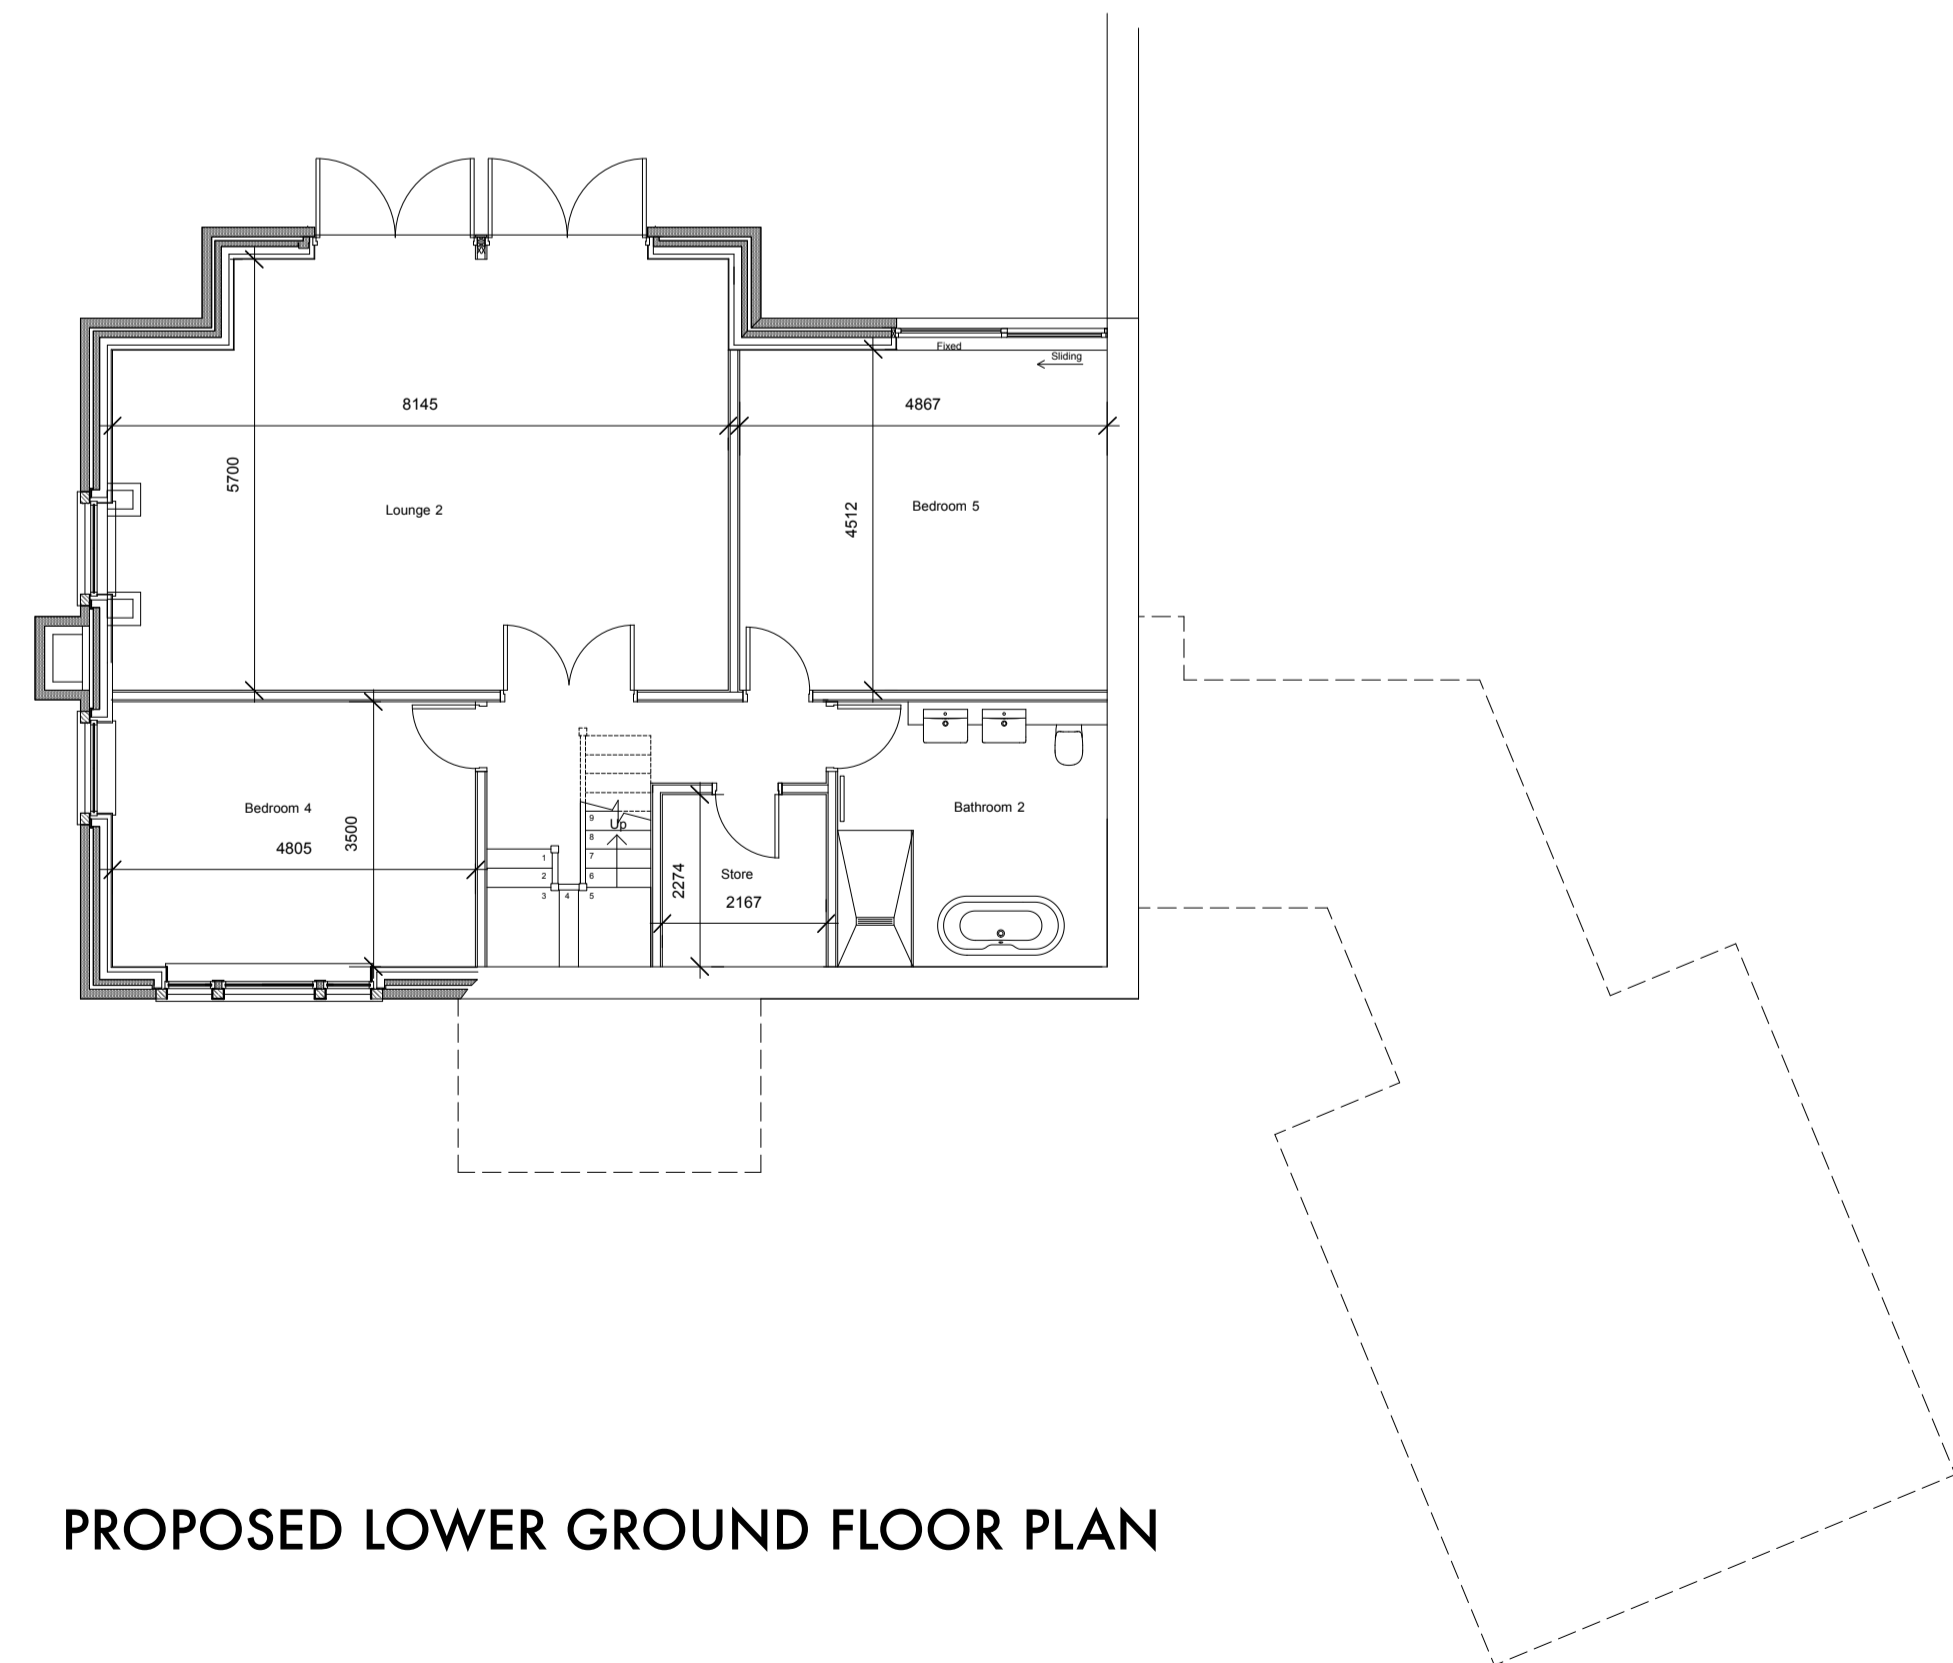 Fixed
Sliding
8145
4867
5700
4512
Lounge 2
Bedroom 5
Bedroom 4
4805
3500
Up
9
8
7
6
5
4
3
2
1
Store
2274
2167
Bathroom 2
PROPOSED LOWER GROUND FLOOR PLAN